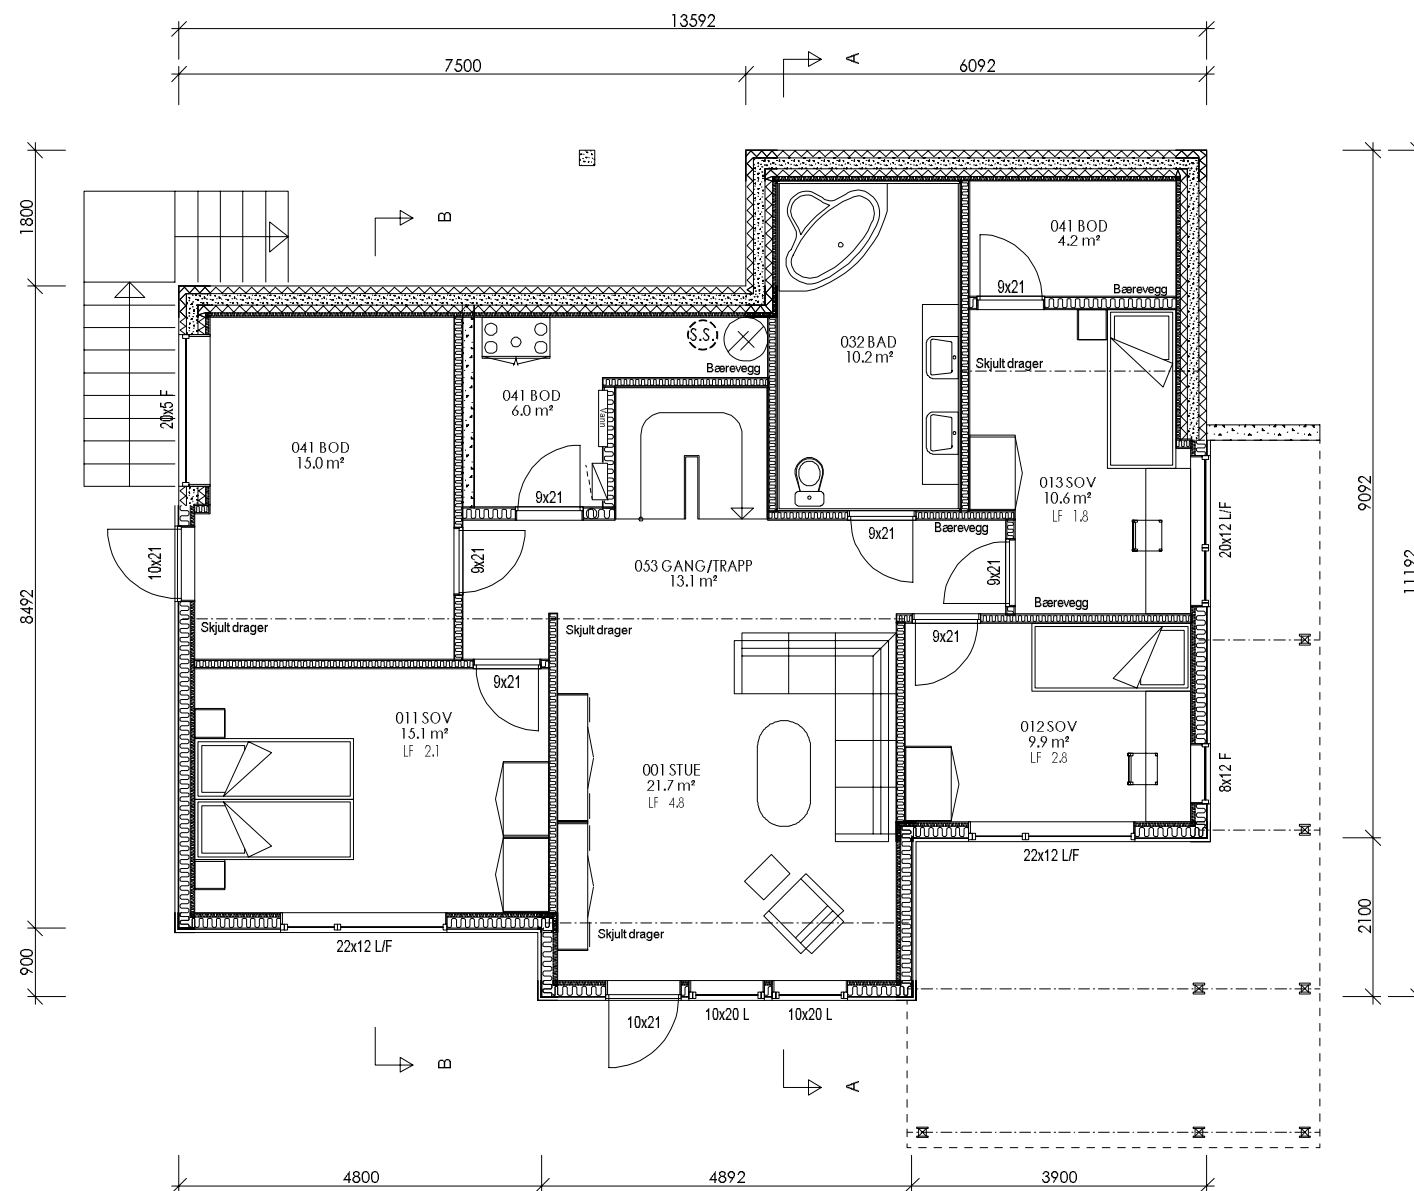 13592
7500
A
6092
1800
B
041 BOD
4.2 m²
9x21
Bærevegg
S.S.
Bærevegg
032 BAD
10.2 m²
Skjult drager
20x5 F
041 BOD
6.0 m²
Vann
041 BOD
15.0 m²
9x21
013 SOV
10.6 m²
LF 1.8
9092
20x12 L/F
11192
10x21
9x21
053 GANG/TRAPP
13.1 m²
9x21
Bærevegg
9x21
8492
Bærevegg
Skjult drager
Skjult drager
9x21
9x21
011 SOV
15.1 m²
LF 2.1
012 SOV
9.9 m²
LF 2.8
8x12 F
001 STUE
21.7 m²
LF 4.8
22x12 L/F
2100
Skjult drager
22x12 L/F
900
10x21
10x20 L
10x20 L
B
A
4800
4892
3900